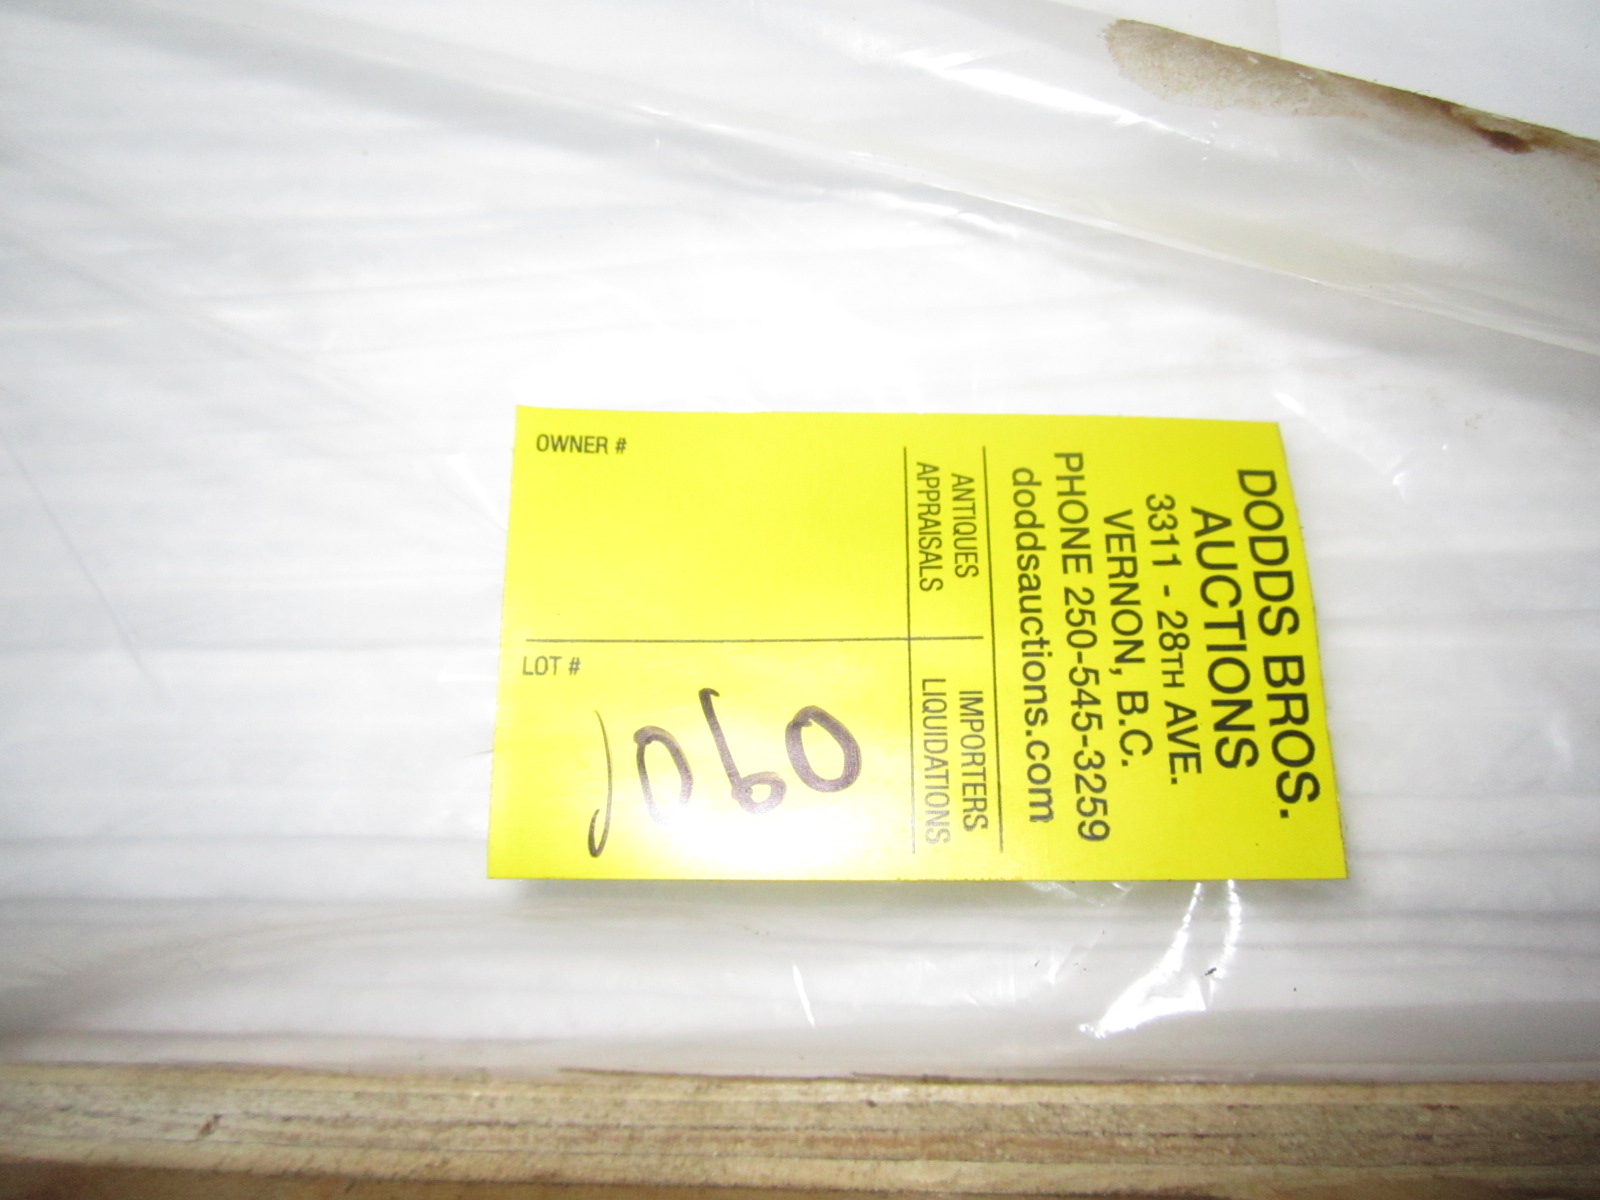 DODDS BROS.
AUCTIONS
3311 - 28TH AVE.
VERNON, B.C.
PHONE 250-545-3259
doddsauctions.com
ANTIQUES IMPORTERS
APPRAISALS LIQUIDATIONS
OWNER #
LOT #
1060